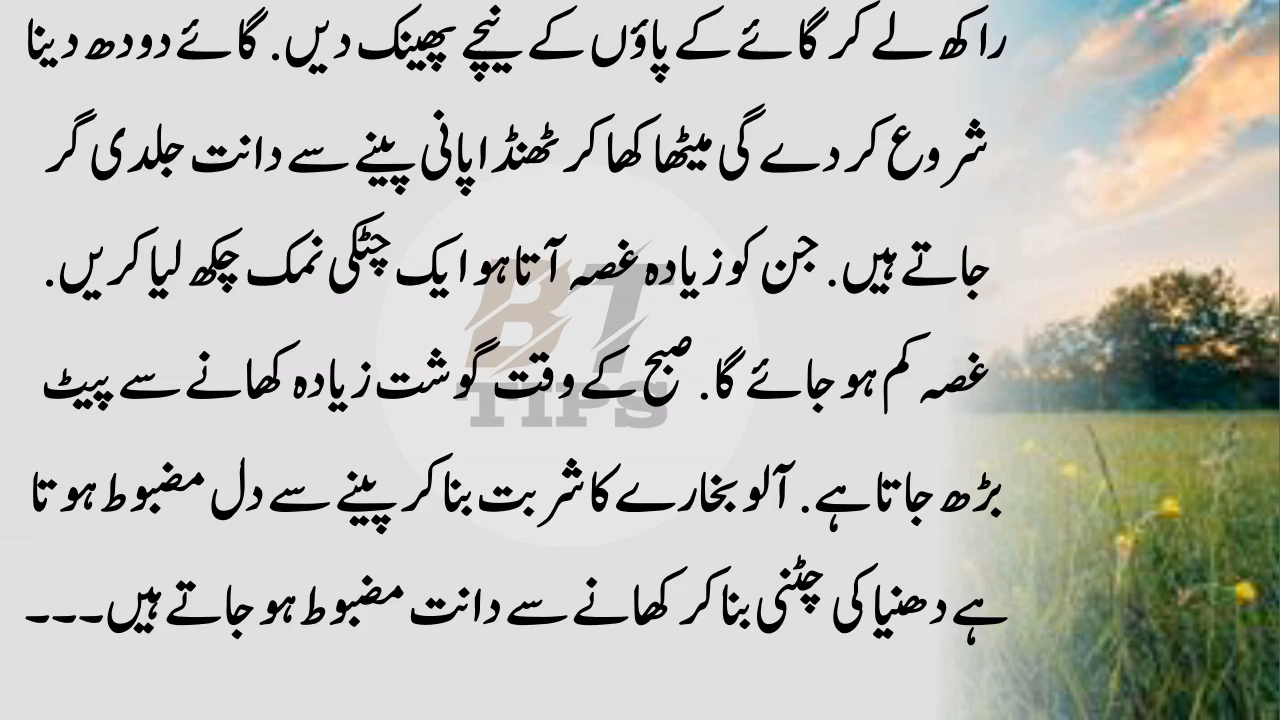 راکھ لے کر گائے کے پاؤں کے نیچے پھینک دیں. گائے دودھ دینا
شروع کر دے گی میٹھا کھا کر ٹھنڈا پانی پینے سے دانت جلدی گر
جاتے ہیں. جن کو زیادہ غصہ آتا ہو ایک چٹکی نمک چکھ لیا کریں.
غصہ کم ہو جائے گا. صبح کے وقت گوشت زیادہ کھانے سے پیٹ
بڑھ جاتا ہے. آلو بخارے کا شربت بنا کر پینے سے دل مضبوط ہوتا
ہے دھنیا کی چٹنی بنا کر کھانے سے دانت مضبوط ہو جاتے ہیں۔۔۔
BT
TIPS